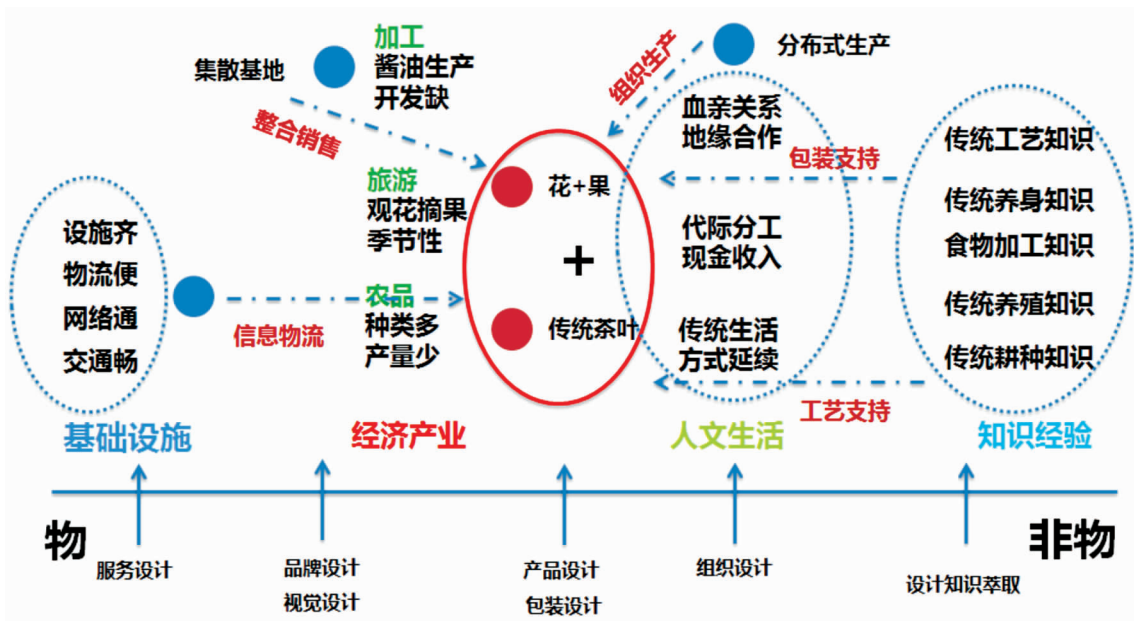 集散基地
加工
酱油生产
开发缺
整合销售
组织生产
分布式生产
血亲关系
地缘合作
包装支持
传统工艺知识
旅游
观花摘果
季节性
花+果
+
代际分工
现金收入
传统养身知识
食物加工知识
设施齐
物流便
网络通
交通畅
信息物流
农品
种类多
产量少
传统茶叶
传统生活
方式延续
工艺支持
传统养殖知识
传统耕种知识
基础设施
经济产业
人文生活
知识经验
物
非物
服务设计
品牌设计
视觉设计
产品设计
包装设计
组织设计
设计知识萃取